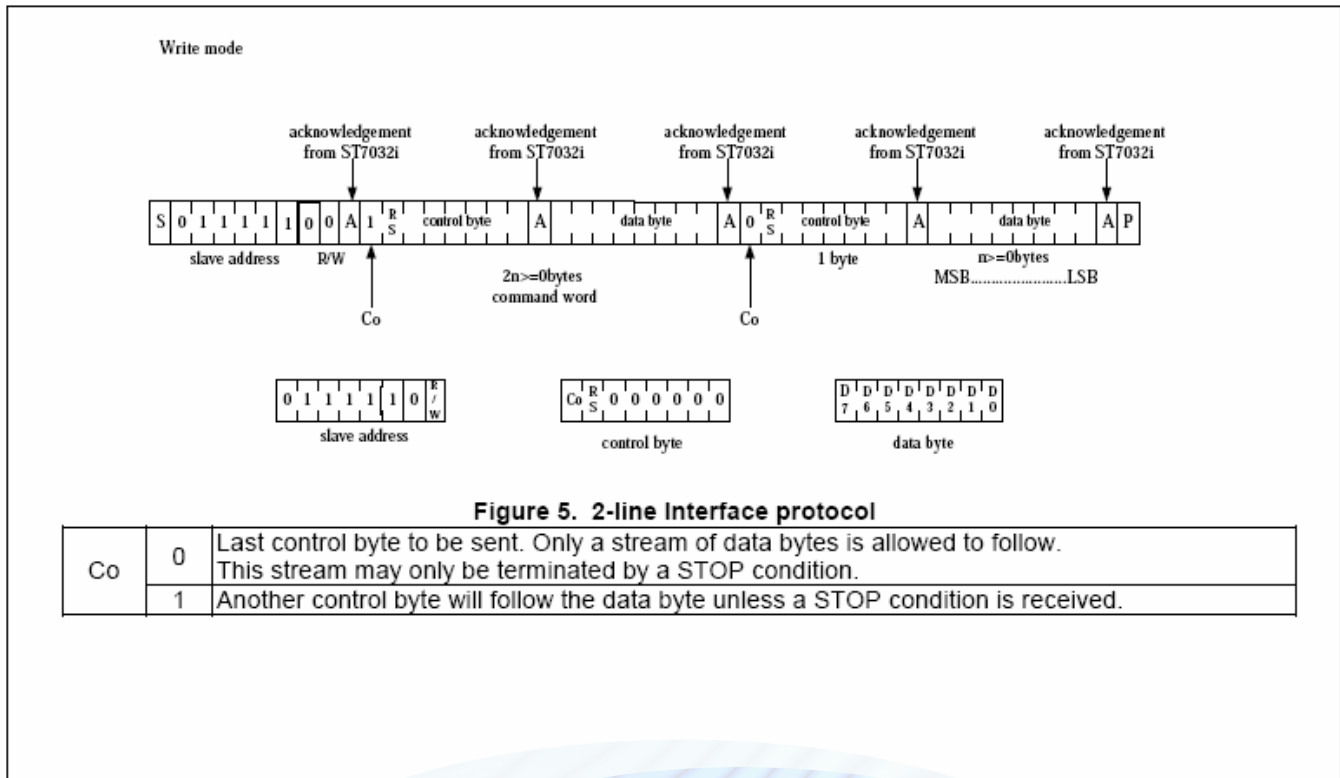 Write mode
acknowledgement acknowledgement acknowledgement acknowledgement acknowledgement
from ST7032i from ST7032i from ST7032i from ST7032i from ST7032i
S 0 1 1 1 1 1 0 0 A 1 RS control byte A data byte A 0 RS control byte A data byte A P
slave address R/W 2n>=0bytes 1 byte n>=0bytes
command word MSB........................LSB
Co Co
0 1 1 1 1 1 0 R/W Co RS 0 0 0 0 0 0 D7 D6 D5 D4 D3 D2 D1 D0
slave address control byte data byte
Figure 5. 2-line Interface protocol
Co 0 Last control byte to be sent. Only a stream of data bytes is allowed to follow.
This stream may only be terminated by a STOP condition.
1 Another control byte will follow the data byte unless a STOP condition is received.